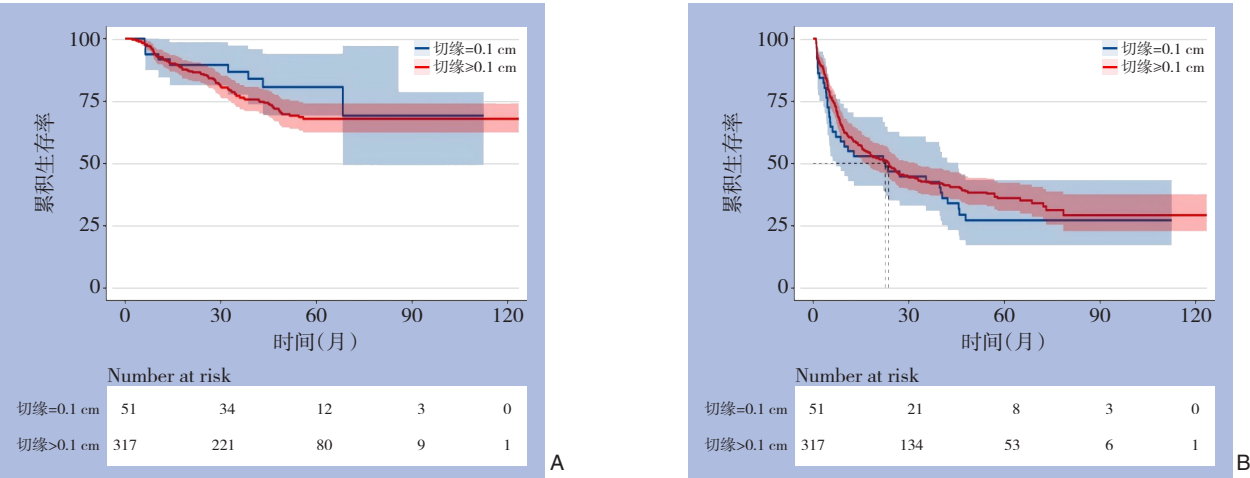 100
75
50
25
0
累积生存率
切缘=0.1 cm
切缘≥0.1 cm
0 30 60 90 120
时间(月)
Number at risk
切缘=0.1 cm 51 34 12 3 0
切缘>0.1 cm 317 221 80 9 1
A
100
75
50
25
0
累积生存率
切缘=0.1 cm
切缘≥0.1 cm
0 30 60 90 120
时间(月)
Number at risk
切缘=0.1 cm 51 21 8 3 0
切缘>0.1 cm 317 134 53 6 1
B